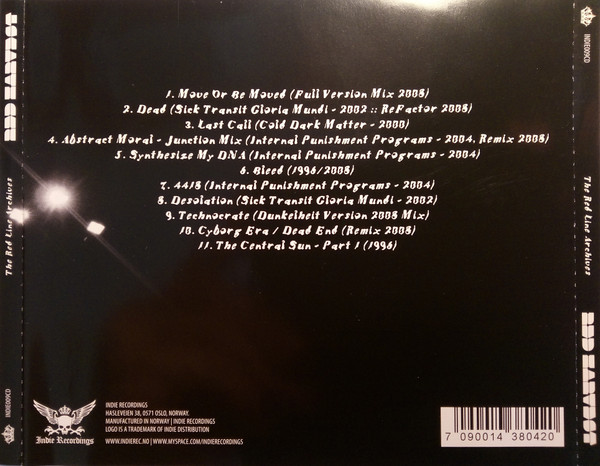 RED HARVEST
The Red Line Archives
INDIE009CD
1. Move Or Be Moved (Full Version Mix 2008)
2. Dead (Sick Transit Gloria Mundi - 2002 :: ReFactor 2008)
3. Last Call (Cold Dark Matter - 2000)
4. Abstract Moral - Junction Mix (Internal Punishment Programs - 2004, Remix 2008)
5. Synthesize My DNA (Internal Punishment Programs - 2004)
6. Bleed (1996/2008)
7. 4418 (Internal Punishment Programs - 2004)
8. Desolation (Sick Transit Gloria Mundi - 2002)
9. Technocrate (Dunkelheit Version 2008 Mix)
10. Cyborg Era / Dead End (Remix 2008)
11. The Central Sun - Part 1 (1996)
Indie Recordings
INDIE RECORDINGS
HASLEVEIEN 38, 0571 OSLO, NORWAY.
MANUFACTURED IN NORWAY | INDIE RECORDINGS
LOGO IS A TRADEMARK OF INDIE DISTRIBUTION
WWW.INDIEREC.NO | WWW.MYSPACE.COM/INDIERECORDINGS
7 090014 380420
INDIE009CD
The Red Line Archives
RED HARVEST